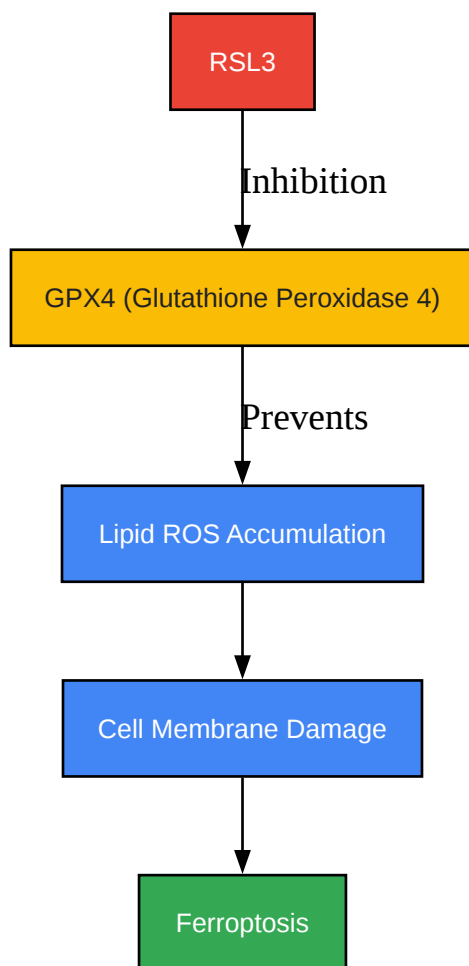 RSL3
Inhibition
GPX4 (Glutathione Peroxidase 4)
Prevents
Lipid ROS Accumulation
Cell Membrane Damage
Ferroptosis